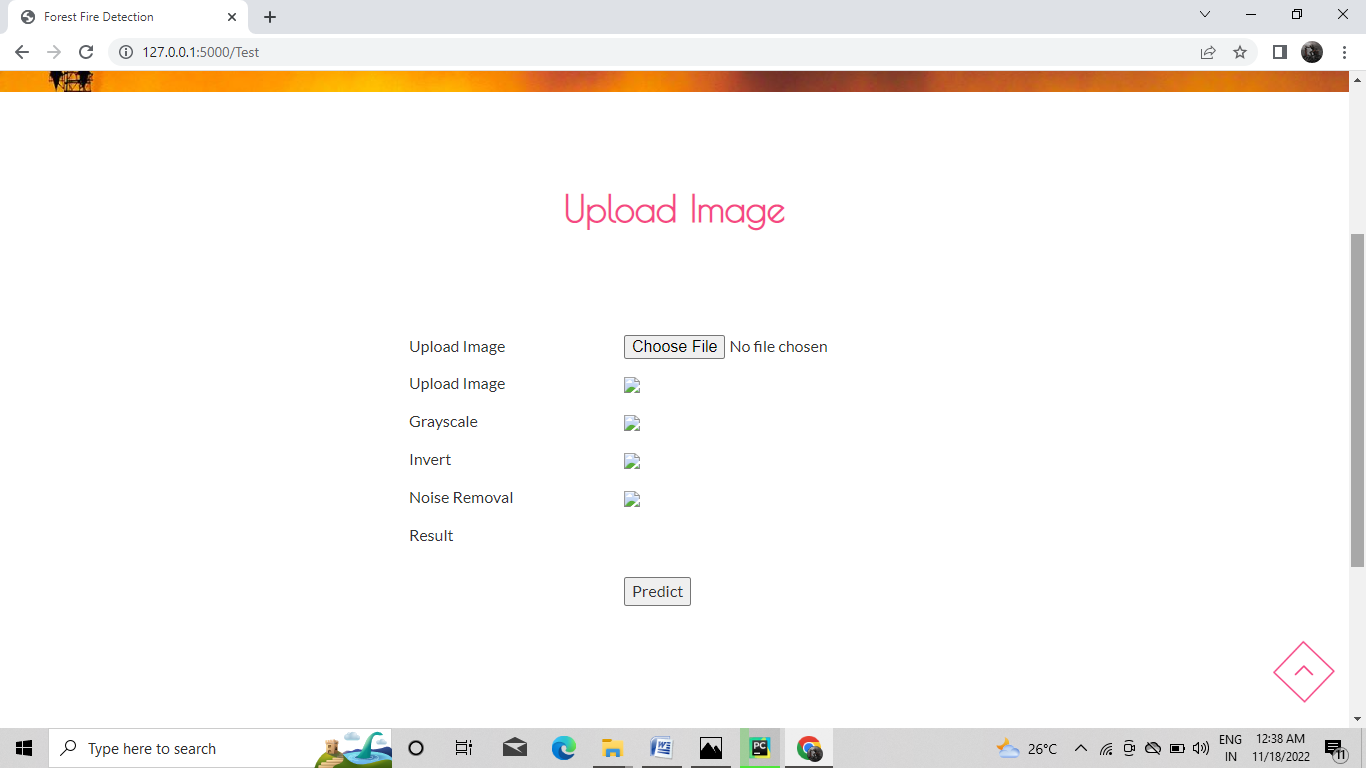 Forest Fire Detection
127.0.0.1:5000/Test
Upload Image
Upload Image Choose File No file chosen
Upload Image
Grayscale
Invert
Noise Removal
Result
Predict
Type here to search
W
PC
26°C
ENG
IN
12:38 AM
11/18/2022
11